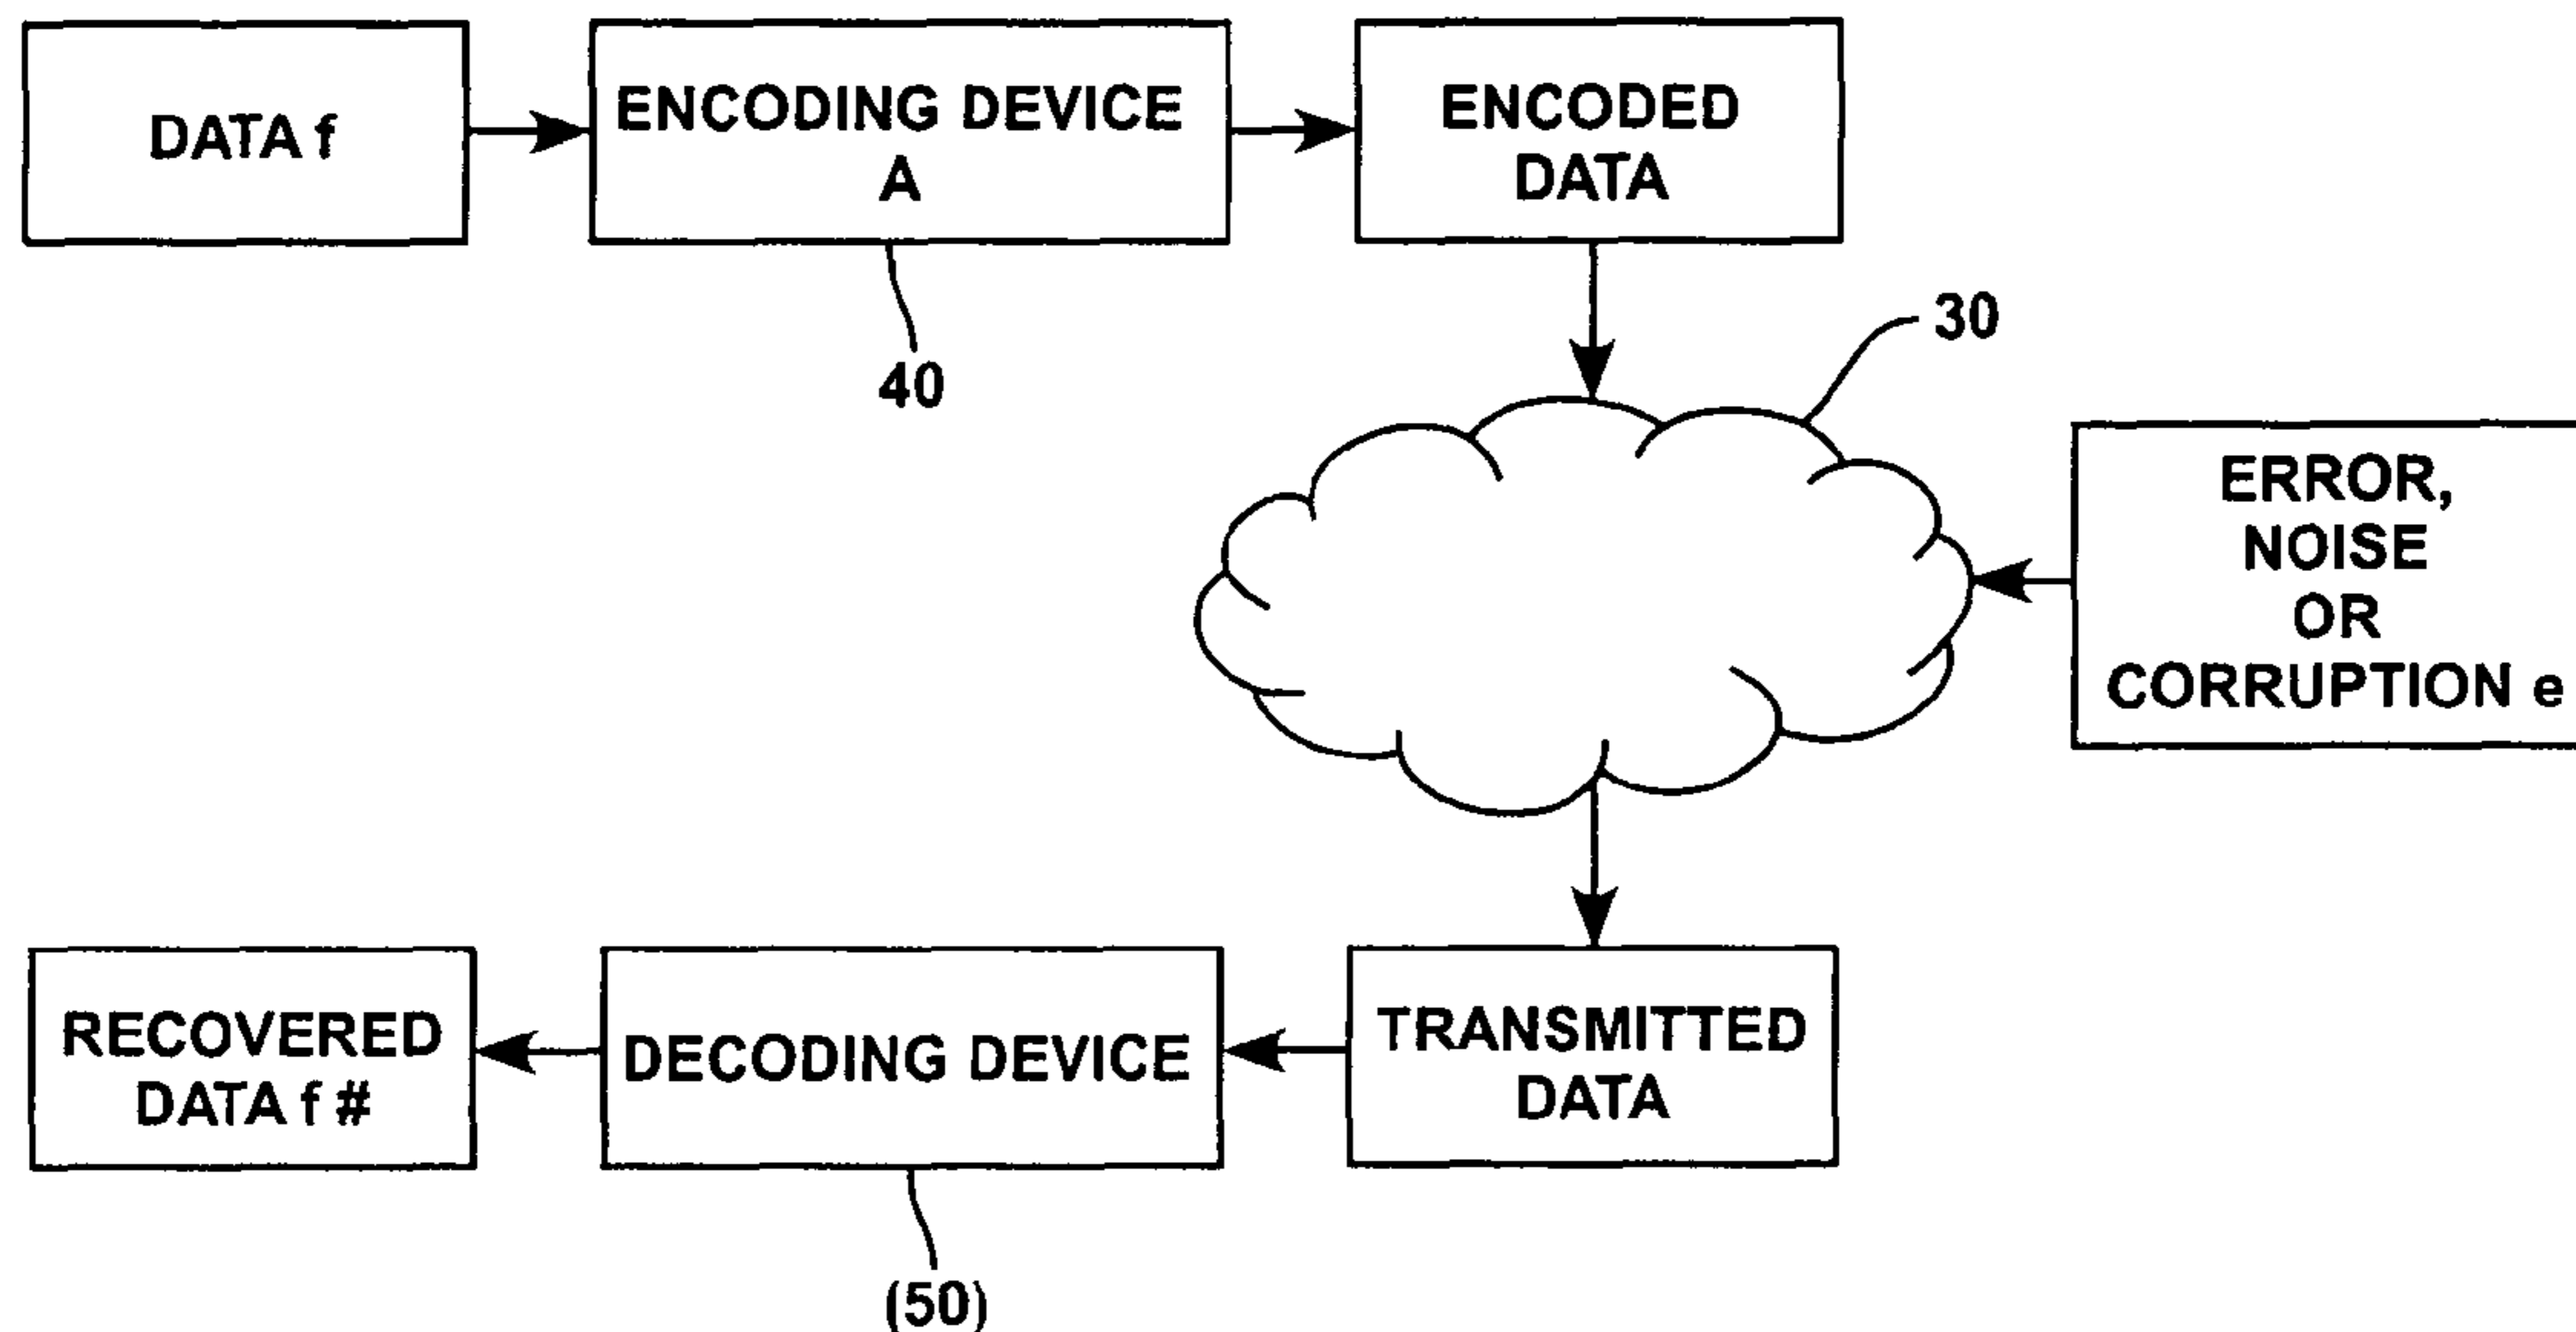 DATA f
ENCODING DEVICE
A
ENCODED
DATA
40
30
ERROR,
NOISE
OR
CORRUPTION e
RECOVERED
DATA f #
DECODING DEVICE
TRANSMITTED
DATA
(50)